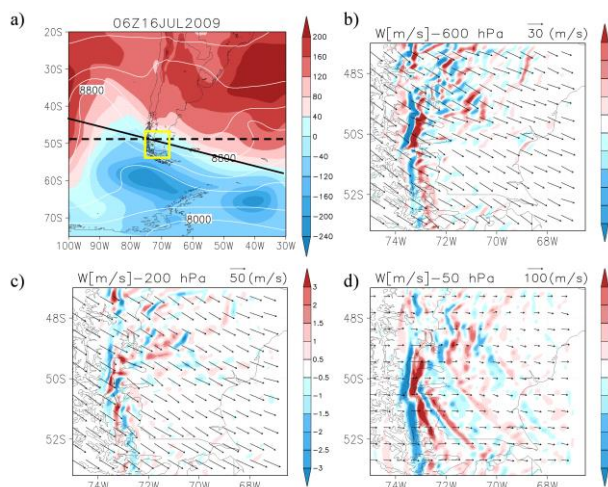 a)
06Z16JUL2009
20S
30S
40S
50S
60S
70S
100W
90W
80W
70W
60W
50W
40W
30W
8800
8800
8000
200
160
120
80
40
0
-40
-80
-120
-160
-200
-240
b)
W[m/s]-600 hPa
30 (m/s)
48S
50S
52S
74W
72W
70W
68W
c)
W[m/s]-200 hPa
50 (m/s)
48S
50S
52S
74W
72W
70W
68W
3
2.5
2
1.5
1
0.5
-0.5
-1
-1.5
-2
-2.5
-3
d)
W[m/s]-50 hPa
100 (m/s)
48S
50S
52S
74W
72W
70W
68W